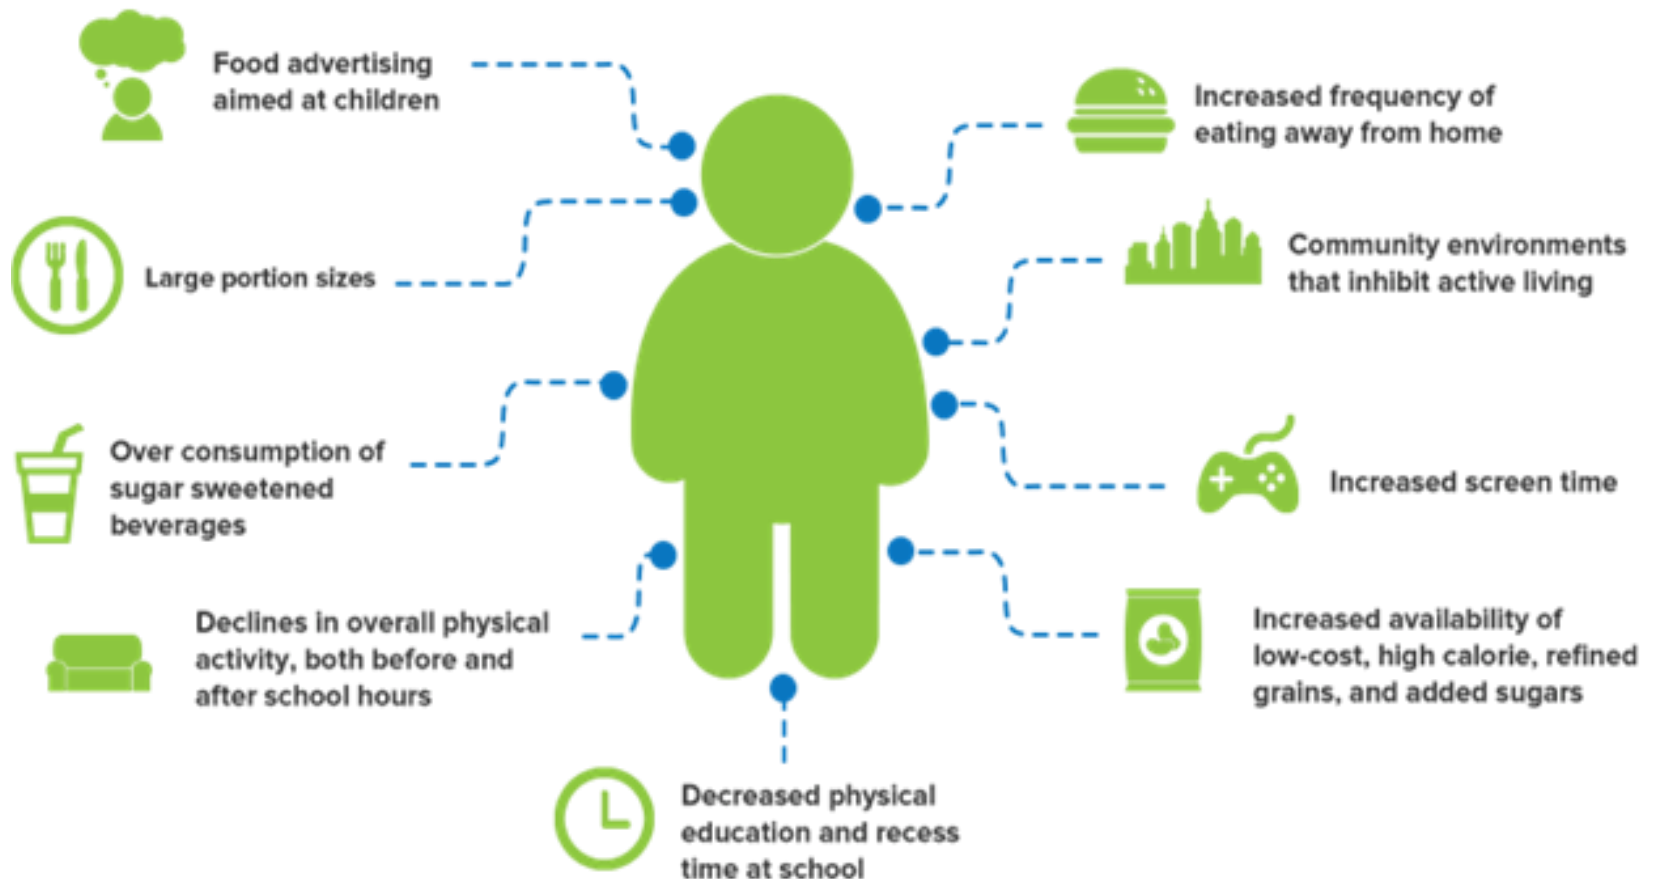 Food advertising
aimed at children
Large portion sizes
Over consumption of
sugar sweetened
beverages
Declines in overall physical
activity, both before and
after school hours
Decreased physical
education and recess
time at school
Increased frequency of
eating away from home
Community environments
that inhibit active living
Increased screen time
Increased availability of
low-cost, high calorie, refined
grains, and added sugars